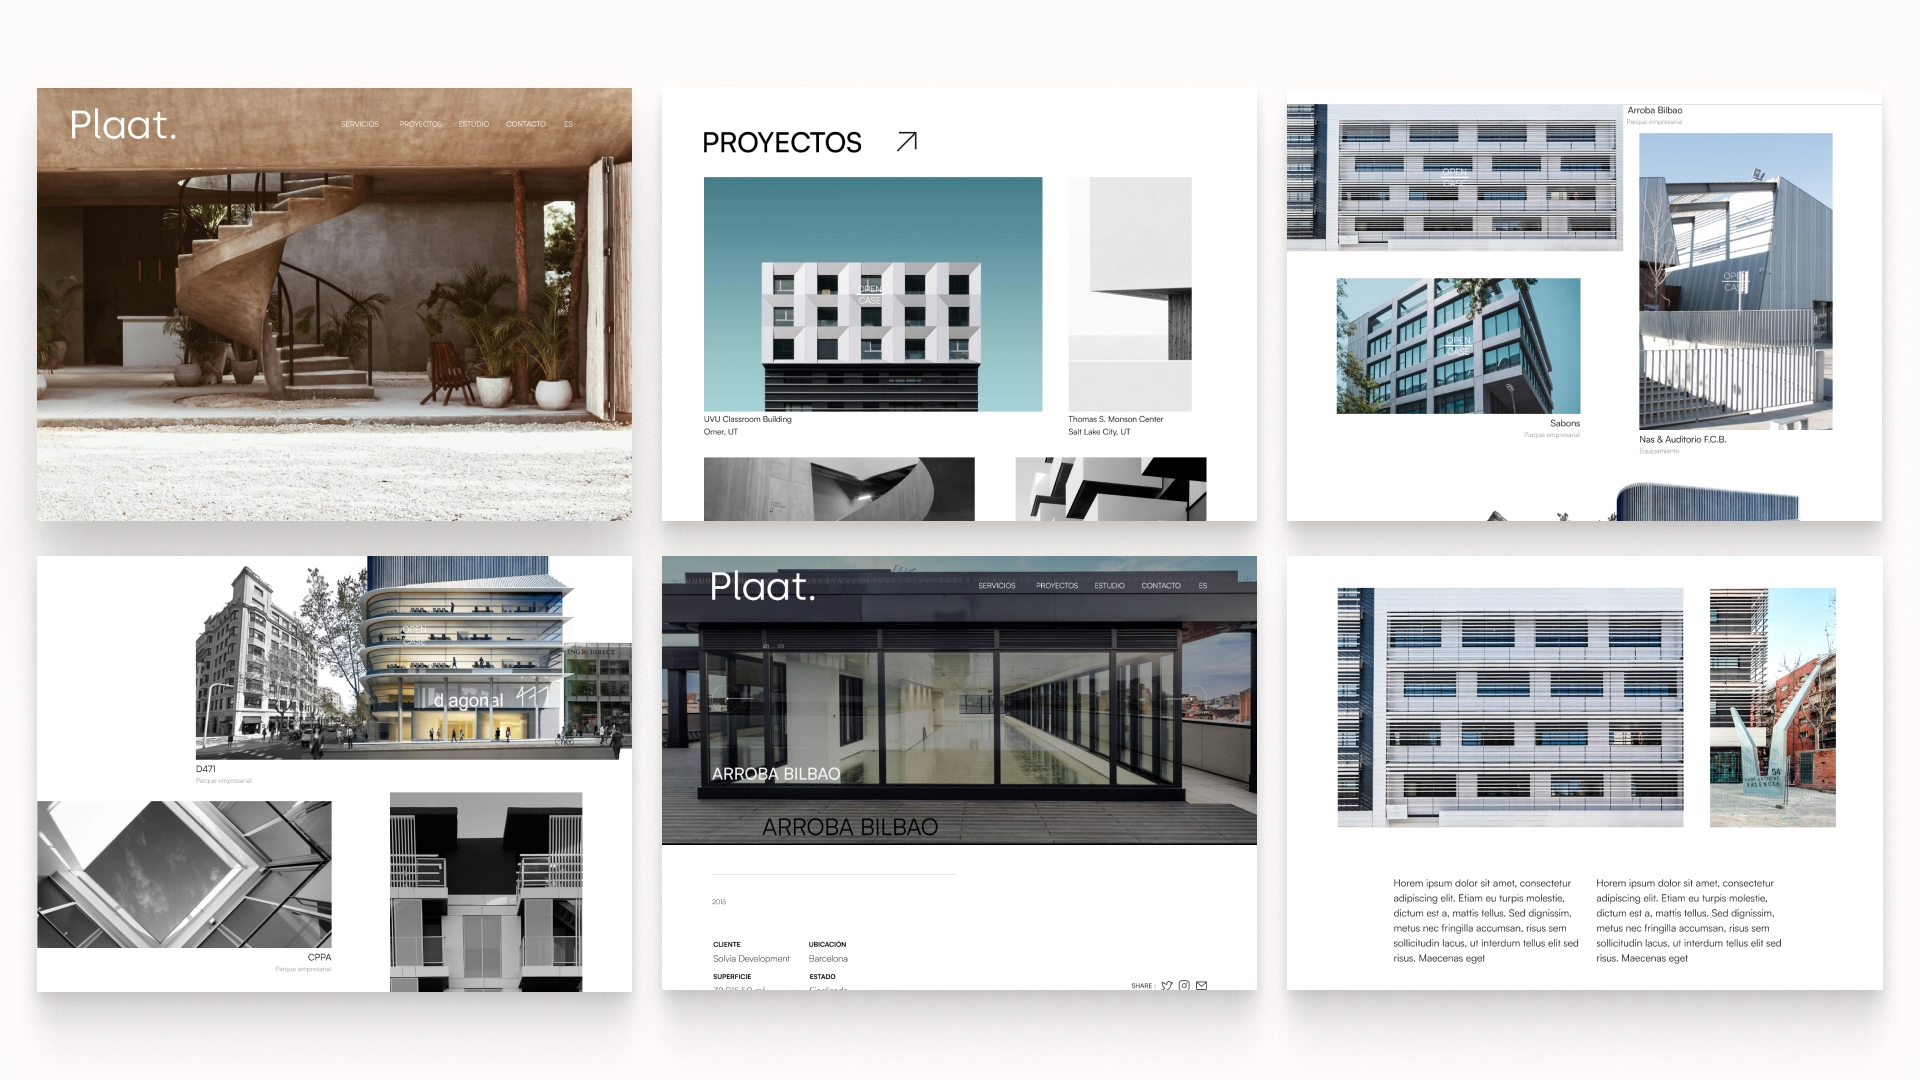 Plaat.
SERVICIOS PROYECTOS ESTUDIO CONTACTO ES
PROYECTOS
OPEN
CASE
UVU Classroom Building
Orner, UT
Thomas S. Monson Center
Salt Lake City, UT
Arroba Bilbao
Parque empresarial
OPEN
CASE
OPEN
CASE
Sabons
Parque empresarial
OPEN
CASE
Nas & Auditorio F.C.B.
Equipamiento
OPEN
CASE
ING DIRECT
diagonal 471
D471
Parque empresarial
CPPA
Parque empresarial
Plaat.
SERVICIOS PROYECTOS ESTUDIO CONTACTO ES
ARROBA BILBAO
ARROBA BILBAO
2013
CLIENTE UBICACIÓN
Solvia Development Barcelona
SUPERFICIE ESTADO
SHARE :
54
VALENCIA
Horem ipsum dolor sit amet, consectetur
adipiscing elit. Etiam eu turpis molestie,
dictum est a, mattis tellus. Sed dignissim,
metus nec fringilla accumsan, risus sem
sollicitudin lacus, ut interdum tellus elit sed
risus. Maecenas eget
Horem ipsum dolor sit amet, consectetur
adipiscing elit. Etiam eu turpis molestie,
dictum est a, mattis tellus. Sed dignissim,
metus nec fringilla accumsan, risus sem
sollicitudin lacus, ut interdum tellus elit sed
risus. Maecenas eget